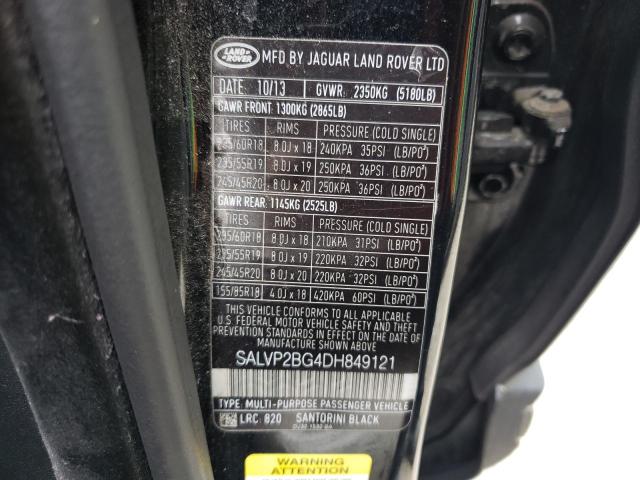 LAND ROVER MFD BY JAGUAR LAND ROVER LTD
DATE: 10/13 GVWR: 2350KG (5180LB)
GAWR FRONT: 1300KG (2865LB)
TIRES RIMS PRESSURE (COLD SINGLE)
235/60R18 8.0J x 18 240KPA 35PSI (LB/PO²)
235/55R19 8.0J x 19 250KPA 36PSI (LB/PO²)
245/45R20 8.0J x 20 250KPA 36PSI (LB/PO²)
GAWR REAR: 1145KG (2525LB)
TIRES RIMS PRESSURE (COLD SINGLE)
235/60R18 8.0J x 18 210KPA 31PSI (LB/PO²)
235/55R19 8.0J x 19 220KPA 32PSI (LB/PO²)
245/45R20 8.0J x 20 220KPA 32PSI (LB/PO²)
155/85R18 4.0J x 18 420KPA 60PSI (LB/PO²)
THIS VEHICLE CONFORMS TO ALL APPLICABLE
U.S. FEDERAL MOTOR VEHICLE SAFETY AND THEFT
PREVENTION STANDARDS IN EFFECT ON THE DATE OF
MANUFACTURE SHOWN ABOVE
SALVP2BG4DH849121
TYPE: MULTI-PURPOSE PASSENGER VEHICLE
LRC: 820 SANTORINI BLACK
WARNING
ATTENTION